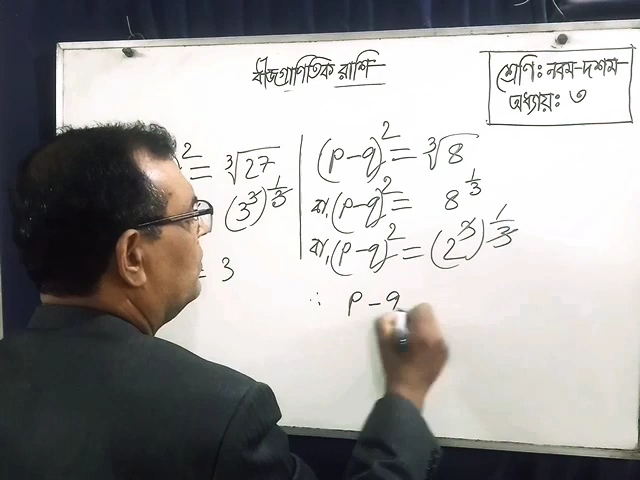 বীজগাণিতিক রাশি
শ্রেণি: নবম-দশম
অধ্যায়: ৩
² = ∛27
(3³)^(1/3)
= 3
(p-q)² = ∛8
বা, (p-q)² = 8^(1/3)
বা, (p-q)² = (2³)^(1/3)
∴ p-q